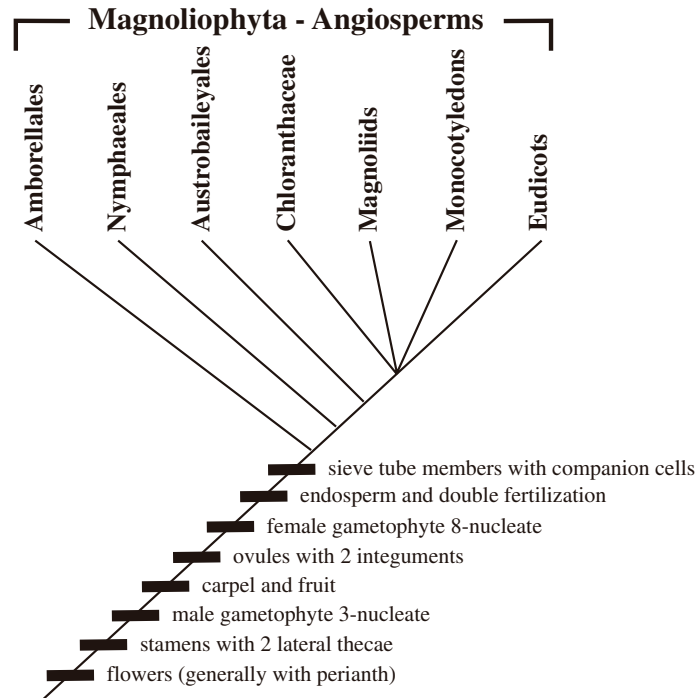 Magnoliophyta - Angiosperms
Amborellales
Nymphaeales
Austrobaileyales
Chloranthaceae
Magnoliids
Monocotyledons
Eudicots
sieve tube members with companion cells
endosperm and double fertilization
female gametophyte 8-nucleate
ovules with 2 integuments
carpel and fruit
male gametophyte 3-nucleate
stamens with 2 lateral thecae
flowers (generally with perianth)